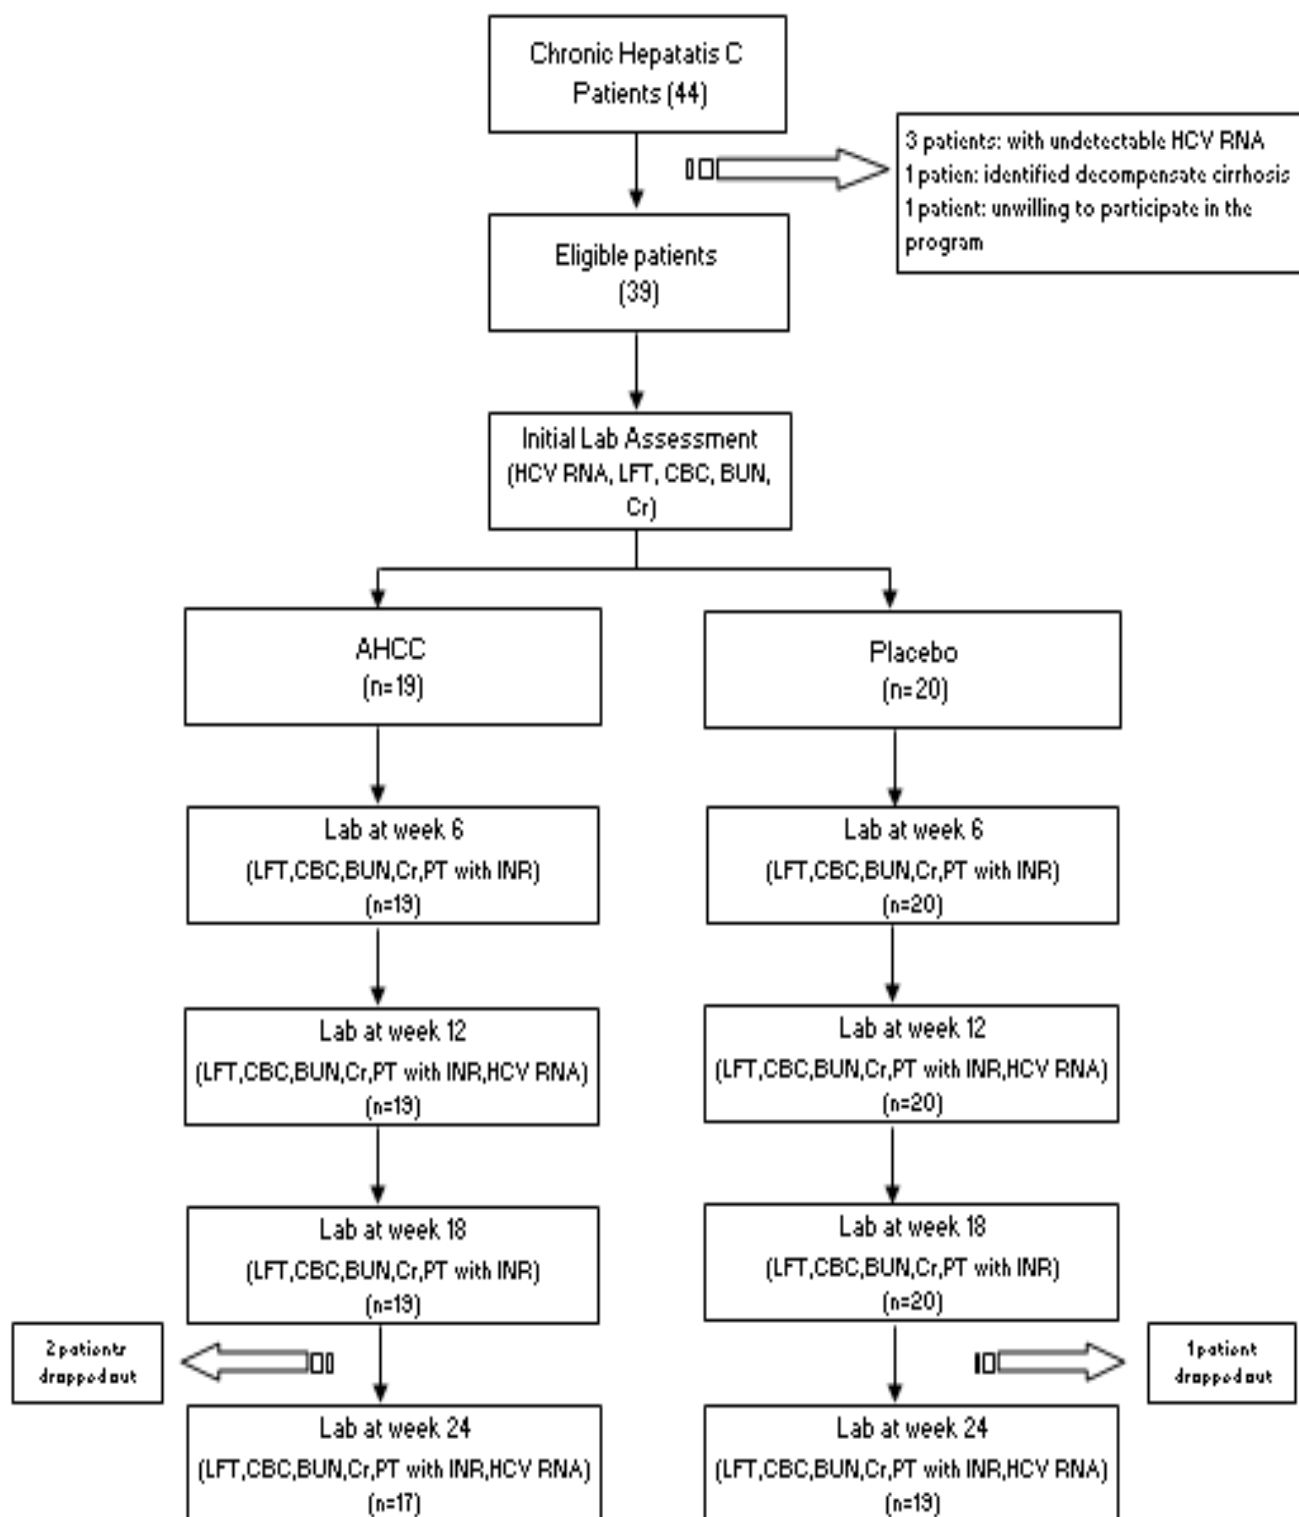 Chronic Hepatatis C
Patients (44)
3 patients: with undetectable HCV RNA
1 patien: identified decompensate cirrhosis
1 patient: unwilling to participate in the
program
Eligible patients
(39)
Initial Lab Assessment
(HCV RNA, LFT, CBC, BUN,
Cr)
AHCC
(n=19)
Placebo
(n=20)
Lab at week 6
(LFT,CBC,BUN,Cr,PT with INR)
(n=19)
Lab at week 6
(LFT,CBC,BUN,Cr,PT with INR)
(n=20)
Lab at week 12
(LFT,CBC,BUN,Cr,PT with INR,HCV RNA)
(n=19)
Lab at week 12
(LFT,CBC,BUN,Cr,PT with INR,HCV RNA)
(n=20)
Lab at week 18
(LFT,CBC,BUN,Cr,PT with INR)
(n=19)
Lab at week 18
(LFT,CBC,BUN,Cr,PT with INR)
(n=20)
2 patients
dropped out
1 patient
dropped out
Lab at week 24
(LFT,CBC,BUN,Cr,PT with INR,HCV RNA)
(n=17)
Lab at week 24
(LFT,CBC,BUN,Cr,PT with INR,HCV RNA)
(n=19)